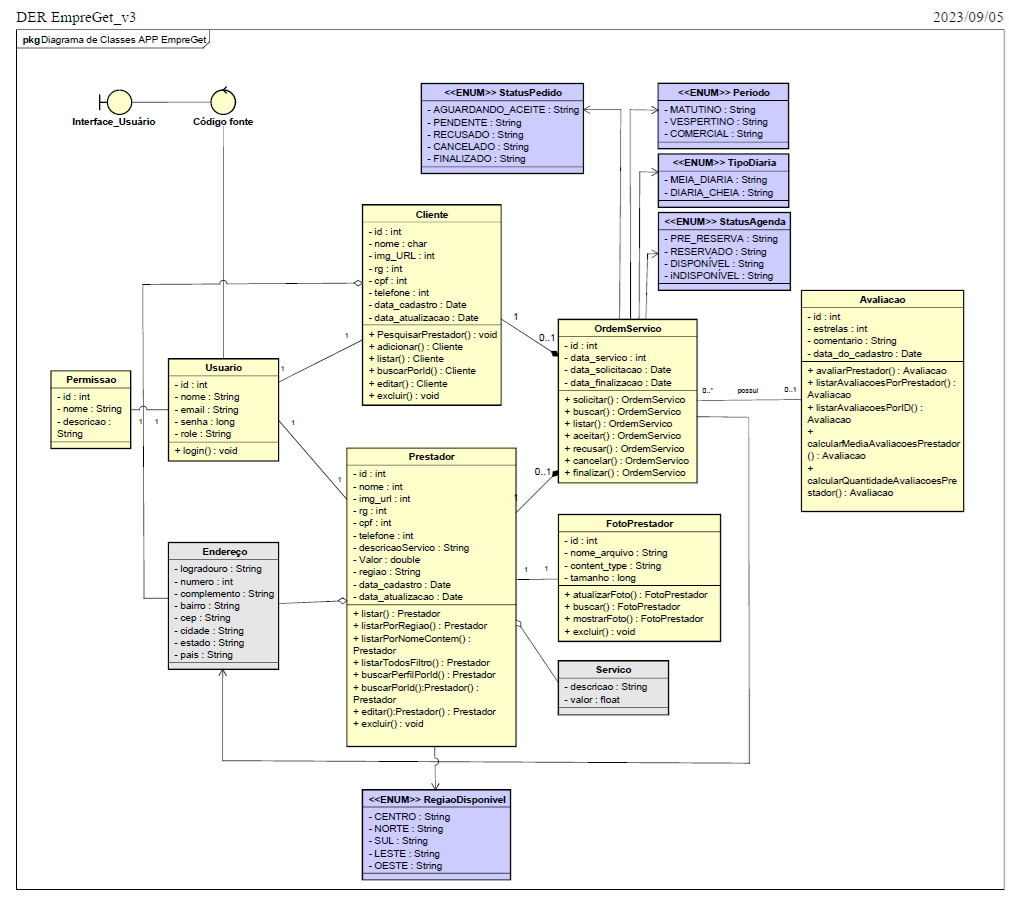 DER EmpreGet_v3
2023/09/05
pkg Diagrama de Classes APP EmpreGet
Interface_Usuário
Código fonte
<<ENUM>> StatusPedido
- AGUARDANDO_ACEITE : String
- PENDENTE : String
- RECUSADO : String
- CANCELADO : String
- FINALIZADO : String
<<ENUM>> Periodo
- MATUTINO : String
- VESPERTINO : String
- COMERCIAL : String
<<ENUM>> TipoDiaria
- MEIA_DIARIA : String
- DIARIA_CHEIA : String
<<ENUM>> StatusAgenda
- PRE_RESERVA : String
- RESERVADO : String
- DISPONÍVEL : String
- iNDISPONÍVEL : String
Cliente
- id : int
- nome : char
- img_URL : int
- rg : int
- cpf : int
- telefone : int
- data_cadastro : Date
- data_atualizacao : Date
+ PesquisarPrestador() : void
+ adicionar() : Cliente
+ listar() : Cliente
+ buscarPorId() : Cliente
+ editar() : Cliente
+ excluir() : void
1
0..1
OrdemServico
- id : int
- data_servico : int
- data_solicitacao : Date
- data_finalizacao : Date
+ solicitar() : OrdemServico
+ buscar() : OrdemServico
+ listar() : OrdemServico
+ aceitar() : OrdemServico
+ recusar() : OrdemServico
+ cancelar() : OrdemServico
+ finalizar() : OrdemServico
0..*
possui
0..1
Avaliacao
- id : int
- estrelas : int
- comentario : String
- data_do_cadastro : Date
+ avaliarPrestador() : Avaliacao
+ listarAvaliacoesPorPrestador() :
Avaliacao
+ listarAvaliacoesPorID() :
Avaliacao
+
calcularMediaAvaliacoesPrestador
() : Avaliacao
+
calcularQuantidadeAvaliacoesPre
stador() : Avaliacao
Permissao
- id : int
- nome : String
- descricao :
String
1
1
Usuario
- id : int
- nome : String
- email : String
- senha : long
- role : String
+ login() : void
1
1
1
1
Prestador
- id : int
- nome : int
- img_url : int
- rg : int
- cpf : int
- telefone : int
- descricaoServico : String
- Valor : double
- regiao : String
- data_cadastro : Date
- data_atualizacao : Date
+ listar() : Prestador
+ listarPorRegiao() : Prestador
+ listarPorNomeContem() :
Prestador
+ listarTodosFiltro() : Prestador
+ buscarPerfilPorId() : Prestador
+ buscarPorId():Prestador() :
Prestador
+ editar():Prestador() : Prestador
+ excluir() : void
0..1
1
1
1
FotoPrestador
- id : int
- nome_arquivo : String
- content_type : String
- tamanho : long
+ atualizarFoto() : FotoPrestador
+ buscar() : FotoPrestador
+ mostrarFoto() : FotoPrestador
+ excluir() : void
Endereço
- logradouro : String
- numero : int
- complemento : String
- bairro : String
- cep : String
- cidade : String
- estado : String
- pais : String
Servico
- descricao : String
- valor : float
<<ENUM>> RegiaoDisponivel
- CENTRO : String
- NORTE : String
- SUL : String
- LESTE : String
- OESTE : String